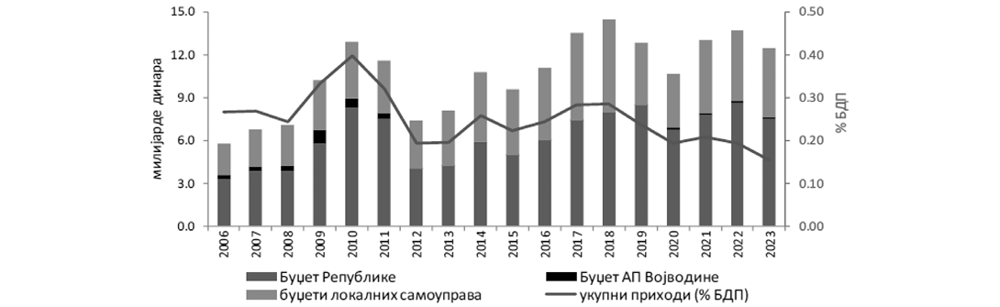 15.0
12.0
9.0
6.0
3.0
0.0
милијарде динара
0.50
0.40
0.30
0.20
0.10
0.00
% БДП
2006 2007 2008 2009 2010 2011 2012 2013 2014 2015 2016 2017 2018 2019 2020 2021 2022 2023
Буџет Републике Буџет АП Војводине
буџети локалних самоуправа укупни приходи (% БДП)